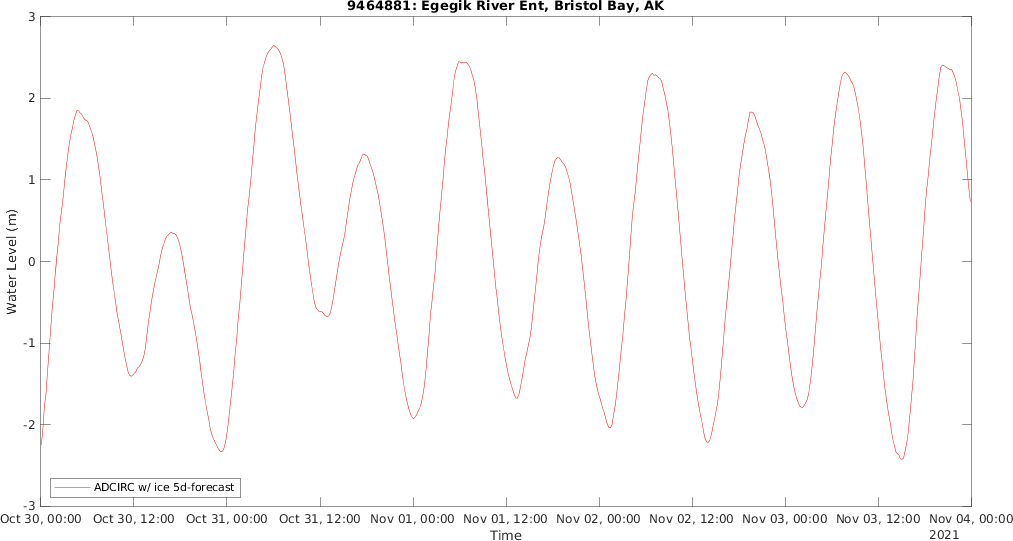 9464881: Egegik River Ent, Bristol Bay, AK
3
2
1
0
-1
-2
-3
Water Level (m)
ADCIRC w/ ice 5d-forecast
Oct 30, 00:00 Oct 30, 12:00 Oct 31, 00:00 Oct 31, 12:00 Nov 01, 00:00 Nov 01, 12:00 Nov 02, 00:00 Nov 02, 12:00 Nov 03, 00:00 Nov 03, 12:00 Nov 04, 00:00
Time
2021